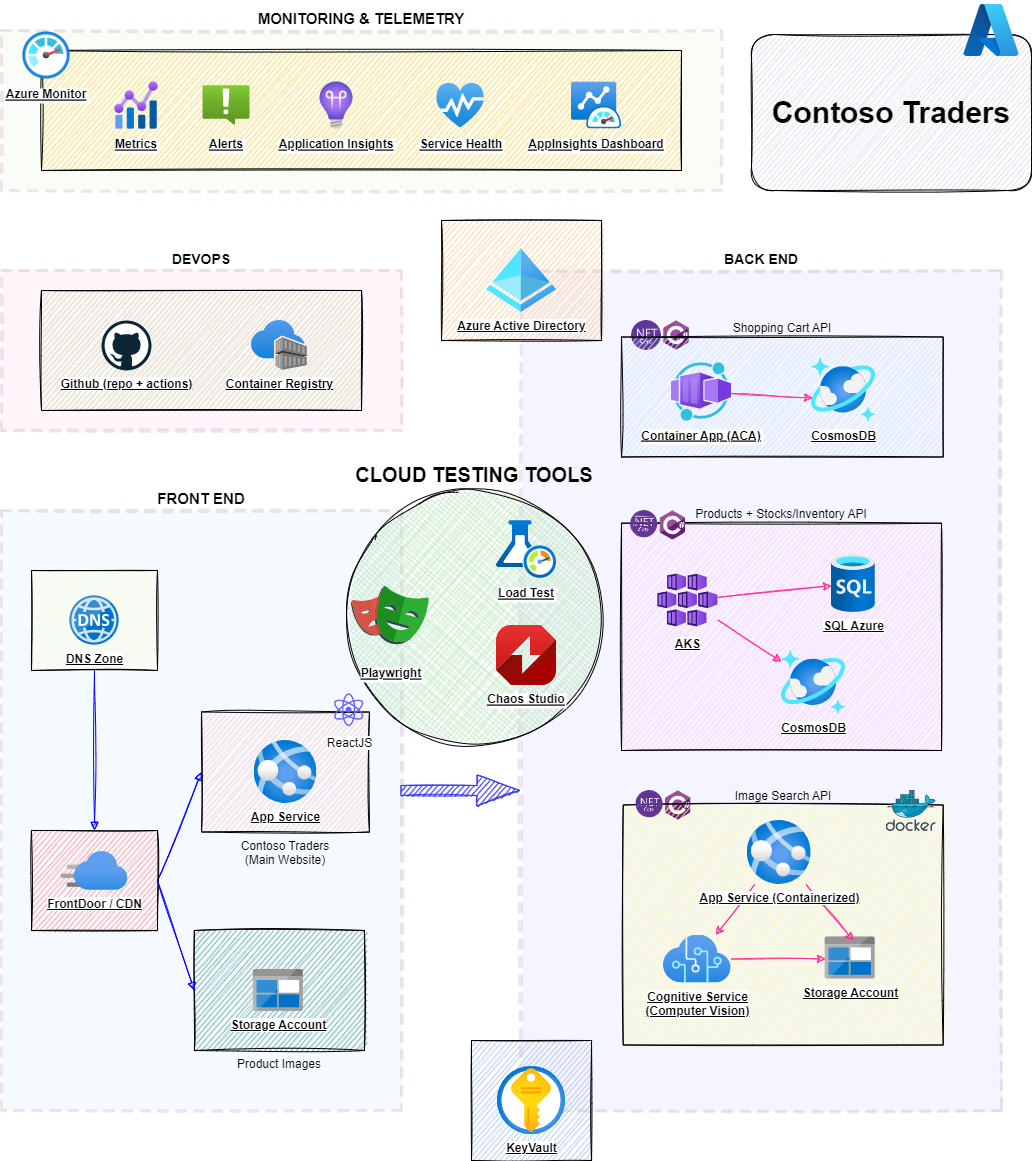 MONITORING & TELEMETRY
Azure Monitor
Metrics
Alerts
Application Insights
Service Health
AppInsights Dashboard
Contoso Traders
DEVOPS
Github (repo + actions)
Container Registry
Azure Active Directory
BACK END
.NET
Core
Shopping Cart API
Container App (ACA)
CosmosDB
CLOUD TESTING TOOLS
Playwright
Load Test
Chaos Studio
.NET
Core
Products + Stocks/Inventory API
AKS
SQL
SQL Azure
CosmosDB
FRONT END
DNS
DNS Zone
ReactJS
App Service
Contoso Traders
(Main Website)
FrontDoor / CDN
Storage Account
Product Images
.NET
Core
Image Search API
docker
App Service (Containerized)
Cognitive Service
(Computer Vision)
Storage Account
KeyVault